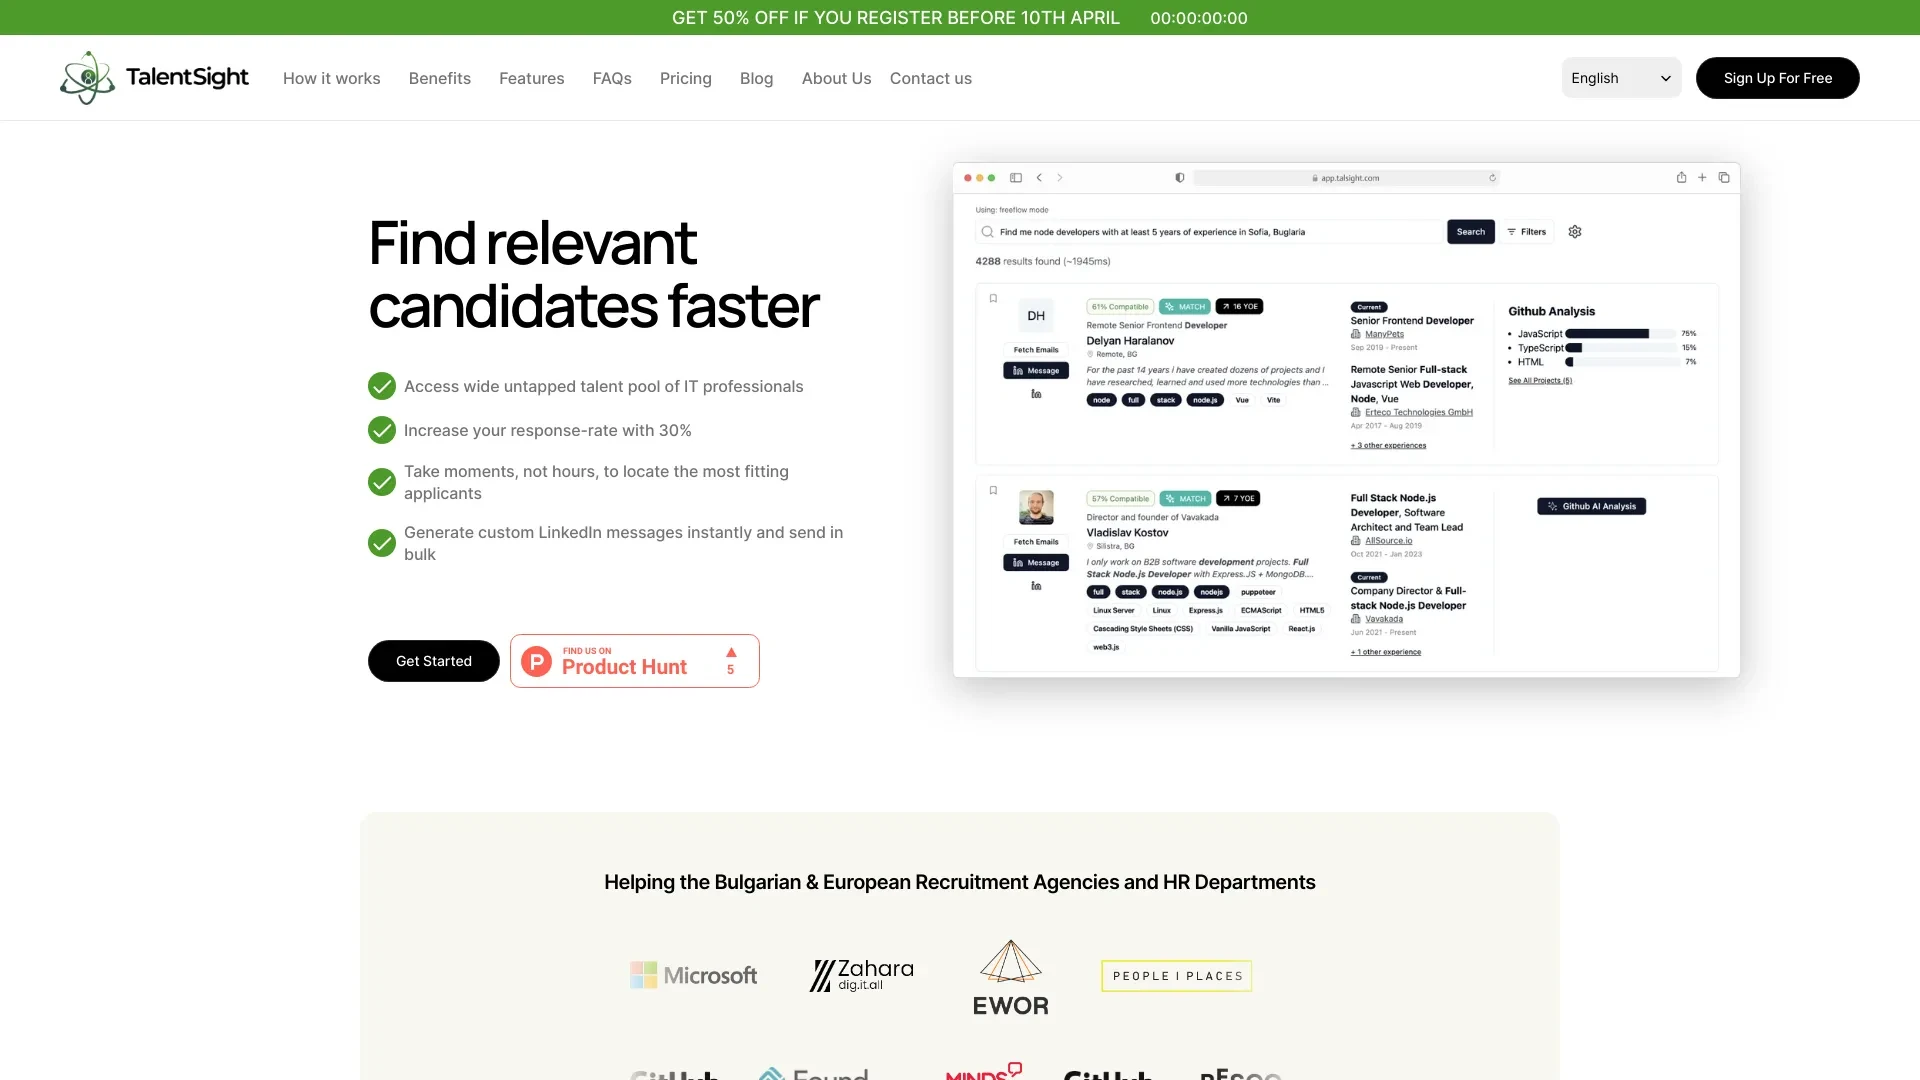 GET 50% OFF IF YOU REGISTER BEFORE 10TH APRIL 00:00:00:00
TalentSight
How it works Benefits Features FAQs Pricing Blog About Us Contact us
English
Sign Up For Free
Find relevant
candidates faster
Access wide untapped talent pool of IT professionals
Increase your response-rate with 30%
Take moments, not hours, to locate the most fitting
applicants
Generate custom LinkedIn messages instantly and send in
bulk
Get Started
FIND US ON
Product Hunt
5
app.talsight.com
Using: freeflow mode
Find me node developers with at least 5 years of experience in Sofia, Buglaria
Search
Filters
4288 results found (~1945ms)
DH
Fetch Emails
Message
61% Compatible MATCH 16 YOE
Remote Senior Frontend Developer
Delyan Haralanov
Remote, BG
For the past 14 years I have created dozens of projects and I
have researched, learned and used more technologies than ...
node full stack node.js Vue Vite
Current
Senior Frontend Developer
ManyPets
Sep 2019 - Present
Remote Senior Full-stack
Javascript Web Developer,
Node, Vue
Erteco Technologies GmbH
Apr 2017 - Aug 2019
+ 3 other experiences
Github Analysis
JavaScript 75%
TypeScript 15%
HTML 7%
See All Projects (5)
Fetch Emails
Message
57% Compatible MATCH 7 YOE
Director and founder of Vavakada
Vladislav Kostov
Silistra, BG
I only work on B2B software development projects. Full
Stack Node.js Developer with Express.JS + MongoDB....
full stack node.js nodejs puppeteer
Linux Server Linux Express.js ECMAScript HTML5
Cascading Style Sheets (CSS) Vanilla JavaScript React.js
web3.js
Full Stack Node.js
Developer, Software
Architect and Team Lead
AllSource.io
Oct 2021 - Jan 2023
Current
Company Director & Full-
stack Node.js Developer
Vavakada
Jun 2021 - Present
+ 1 other experience
Github AI Analysis
Helping the Bulgarian & European Recruitment Agencies and HR Departments
Microsoft
Zahara
dig.it.all
EWOR
PEOPLE | PLACES
GitHub
Found
MINDS
GitHub